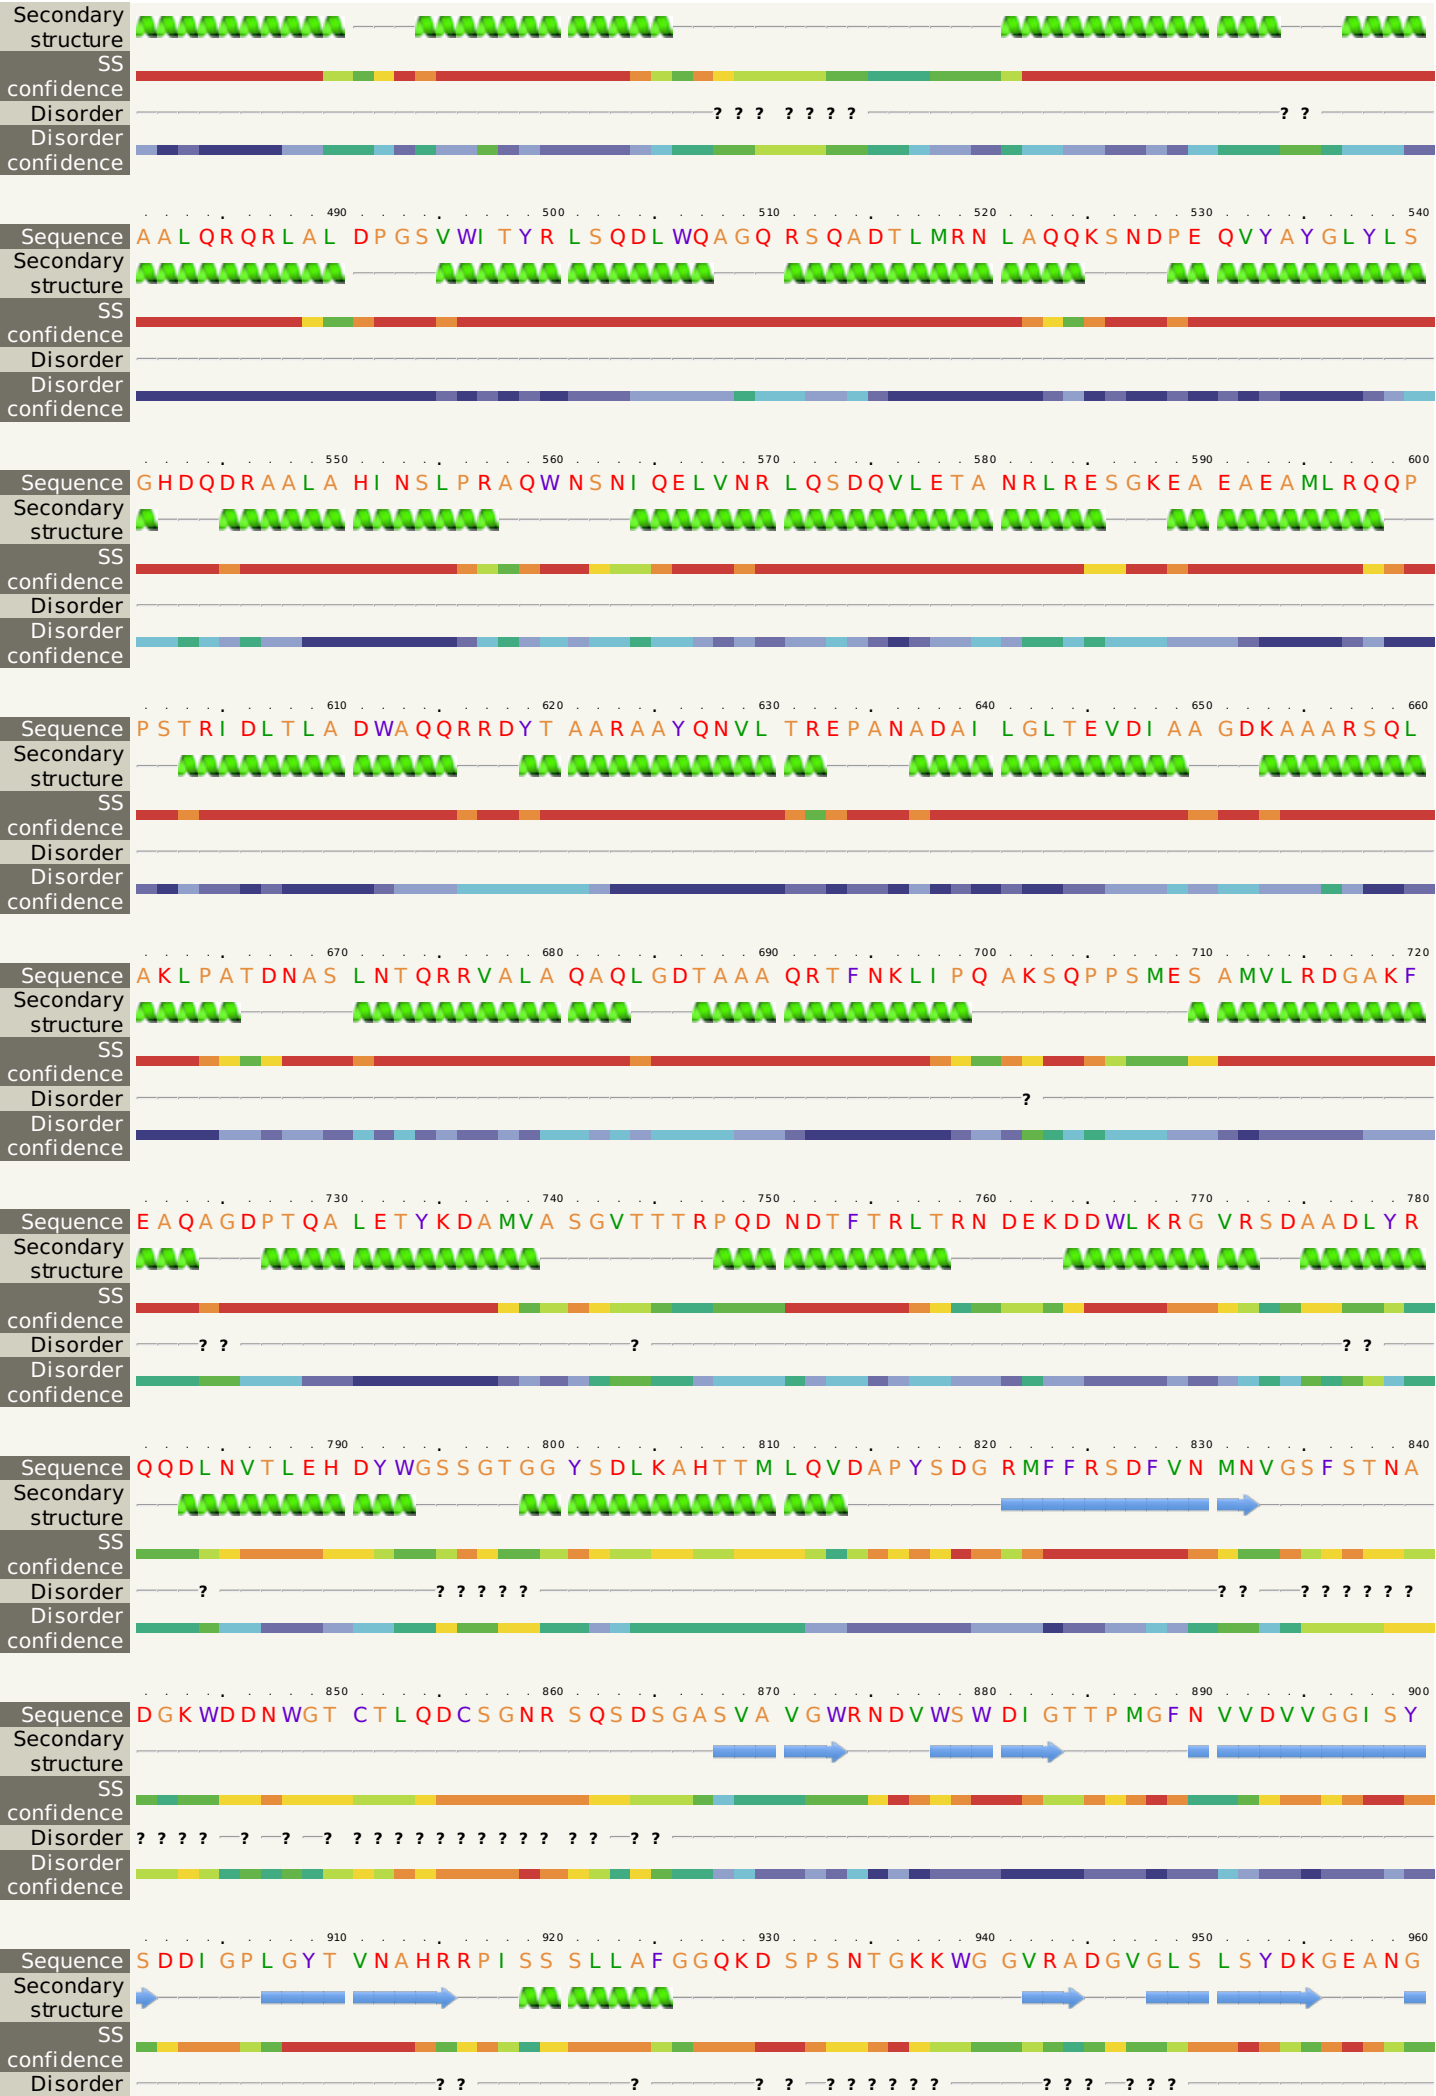 Secondary
structure
SS
confidence
Disorder ? ? ? ? ? ? ? ? ?
Disorder
confidence
490 500 510 520 530 540
Sequence AALQRQRLAL DPGSVWITYR LSQDLWQAGQ RSQADTLMRN LAQQKSNDPE QVYAYGLYLS
Secondary
structure
SS
confidence
Disorder
Disorder
confidence
550 560 570 580 590 600
Sequence GHDQDRAALA HINSLPRAQW NSNIQELVNR LQSDQVLETA NRLRESGKEA EAEAMLRQQP
Secondary
structure
SS
confidence
Disorder
Disorder
confidence
610 620 630 640 650 660
Sequence PSTRIDLTLA DWAQQRRDYT AARAAYQNVL TREPANADAI LGLTEVDIAA GDKAAARSQL
Secondary
structure
SS
confidence
Disorder
Disorder
confidence
670 680 690 700 710 720
Sequence AKLPATDNAS LNTQRRVALA QAQLGDTAAA QRTFNKLIPQ AKSQPPSMES AMVLRDGAKF
Secondary
structure
SS
confidence
Disorder ?
Disorder
confidence
730 740 750 760 770 780
Sequence EAQAGDPTQA LETYKDAMVA SGVTTTRPQD NDTFTRLTRN DEKDDWLKRG VRSDAADLYR
Secondary
structure
SS
confidence
Disorder ? ? ? ? ?
Disorder
confidence
790 800 810 820 830 840
Sequence QQDLNVTLEH DYWGSSGTGG YSDLKAHTTM LQVDAPYSDG RMFFRSDFVN MNVGSFSTNA
Secondary
structure
SS
confidence
Disorder ? ? ? ? ? ? ? ? ? ? ? ? ? ?
Disorder
confidence
850 860 870 880 890 900
Sequence DGKWDDNWGT CTLQDCSGNR SQSDSGASVA VGWRNDVWSW DIGTTPMGFN VVDVVGGISY
Secondary
structure
SS
confidence
Disorder ? ? ? ? ? ? ? ? ? ? ? ? ? ? ? ? ? ? ? ? ?
Disorder
confidence
910 920 930 940 950 960
Sequence SDDIGPLGYT VNAHRRPISS SLLAFGGQKD SPSNTGKKWG GVRADGVGLS LSYDKGEANG
Secondary
structure
SS
confidence
Disorder ? ? ? ? ? ? ? ? ? ? ? ? ? ? ? ? ?